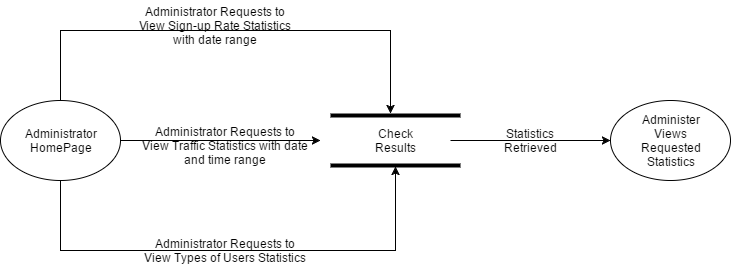 Administrator Requests to
View Sign-up Rate Statistics
with date range
Administrator
HomePage
Administrator Requests to
View Traffic Statistics with date
and time range
Check
Results
Statistics
Retrieved
Administer
Views
Requested
Statistics
Administrator Requests to
View Types of Users Statistics